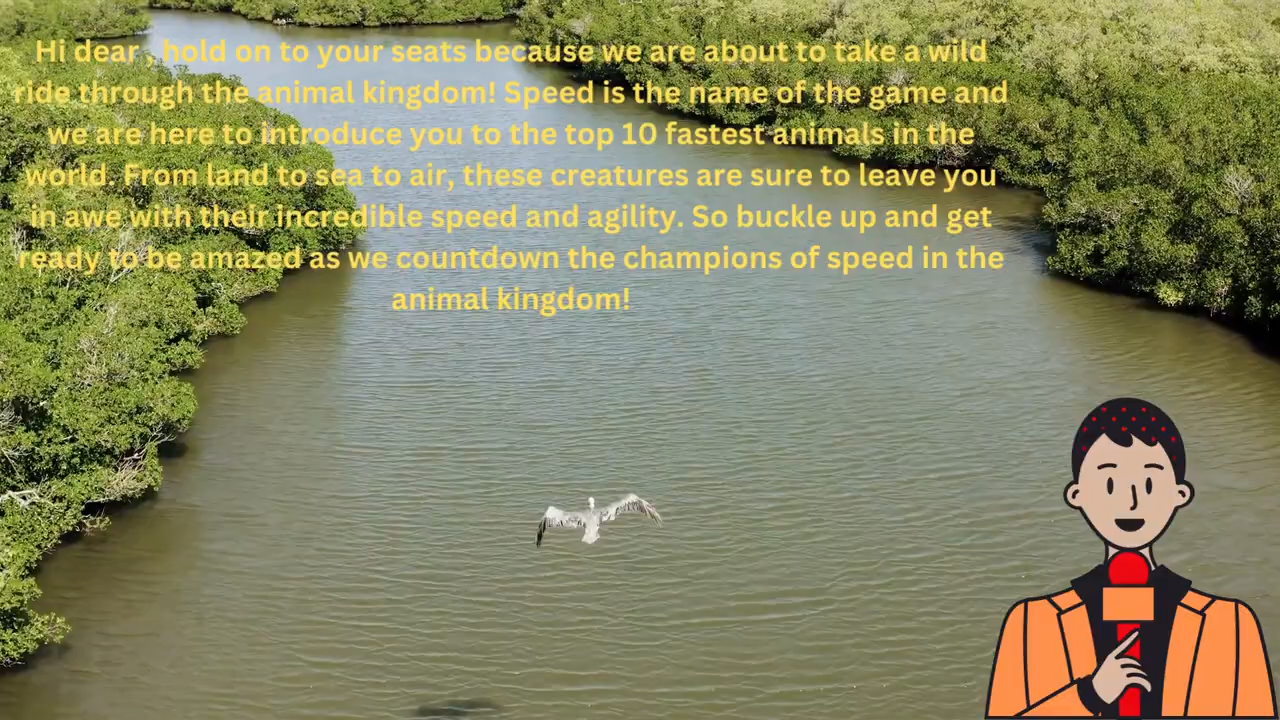 Hi dear , hold on to your seats because we are about to take a wild
ride through the animal kingdom! Speed is the name of the game and
we are here to introduce you to the top 10 fastest animals in the
world. From land to sea to air, these creatures are sure to leave you
in awe with their incredible speed and agility. So buckle up and get
ready to be amazed as we countdown the champions of speed in the
animal kingdom!